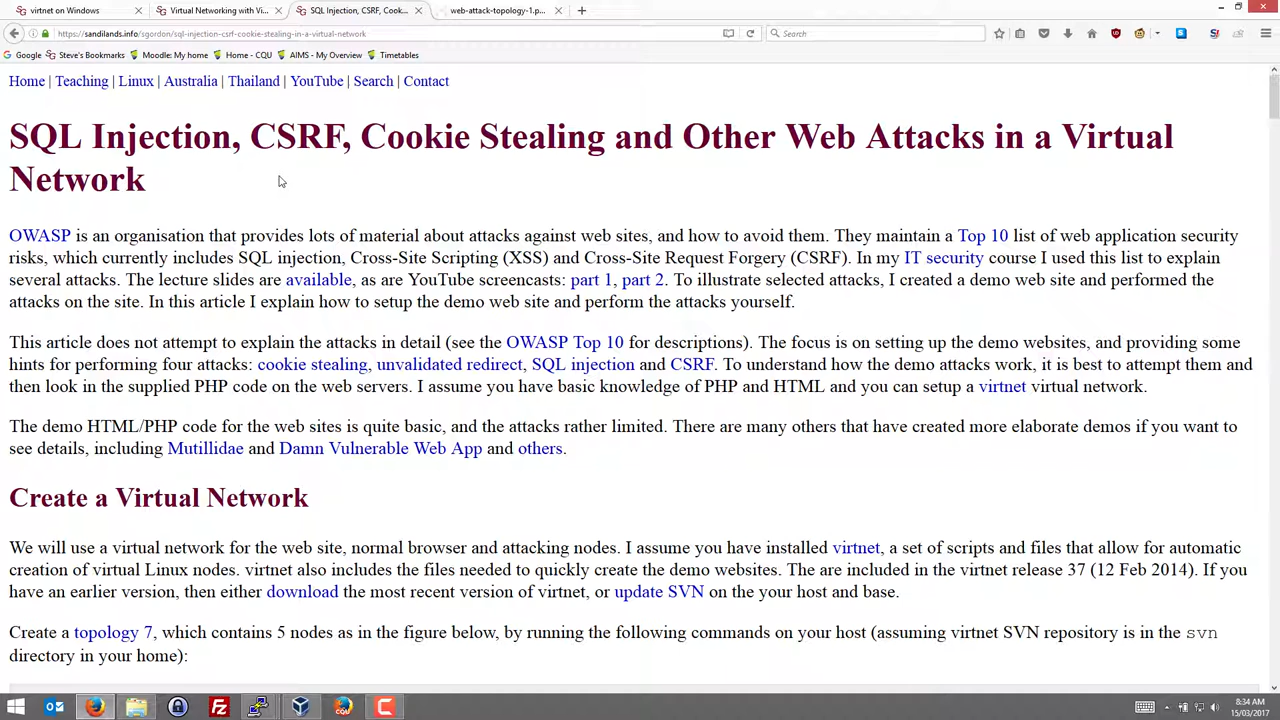 virtnet on Windows
Virtual Networking with Vi...
SQL Injection, CSRF, Cook...
web-attack-topology-1.p...
https://sandilands.info/sgordon/sql-injection-csrf-cookie-stealing-in-a-virtual-network
Search
Google
Steve's Bookmarks
Moodle: My home
Home - CQU
AIMS - My Overview
Timetables
Home | Teaching | Linux | Australia | Thailand | YouTube | Search | Contact
SQL Injection, CSRF, Cookie Stealing and Other Web Attacks in a Virtual
Network
OWASP is an organisation that provides lots of material about attacks against web sites, and how to avoid them. They maintain a Top 10 list of web application security
risks, which currently includes SQL injection, Cross-Site Scripting (XSS) and Cross-Site Request Forgery (CSRF). In my IT security course I used this list to explain
several attacks. The lecture slides are available, as are YouTube screencasts: part 1, part 2. To illustrate selected attacks, I created a demo web site and performed the
attacks on the site. In this article I explain how to setup the demo web site and perform the attacks yourself.
This article does not attempt to explain the attacks in detail (see the OWASP Top 10 for descriptions). The focus is on setting up the demo websites, and providing some
hints for performing four attacks: cookie stealing, unvalidated redirect, SQL injection and CSRF. To understand how the demo attacks work, it is best to attempt them and
then look in the supplied PHP code on the web servers. I assume you have basic knowledge of PHP and HTML and you can setup a virtnet virtual network.
The demo HTML/PHP code for the web sites is quite basic, and the attacks rather limited. There are many others that have created more elaborate demos if you want to
see details, including Mutillidae and Damn Vulnerable Web App and others.
Create a Virtual Network
We will use a virtual network for the web site, normal browser and attacking nodes. I assume you have installed virtnet, a set of scripts and files that allow for automatic
creation of virtual Linux nodes. virtnet also includes the files needed to quickly create the demo websites. The are included in the virtnet release 37 (12 Feb 2014). If you
have an earlier version, then either download the most recent version of virtnet, or update SVN on the your host and base.
Create a topology 7, which contains 5 nodes as in the figure below, by running the following commands on your host (assuming virtnet SVN repository is in the svn
directory in your home):
8:34 AM
15/03/2017